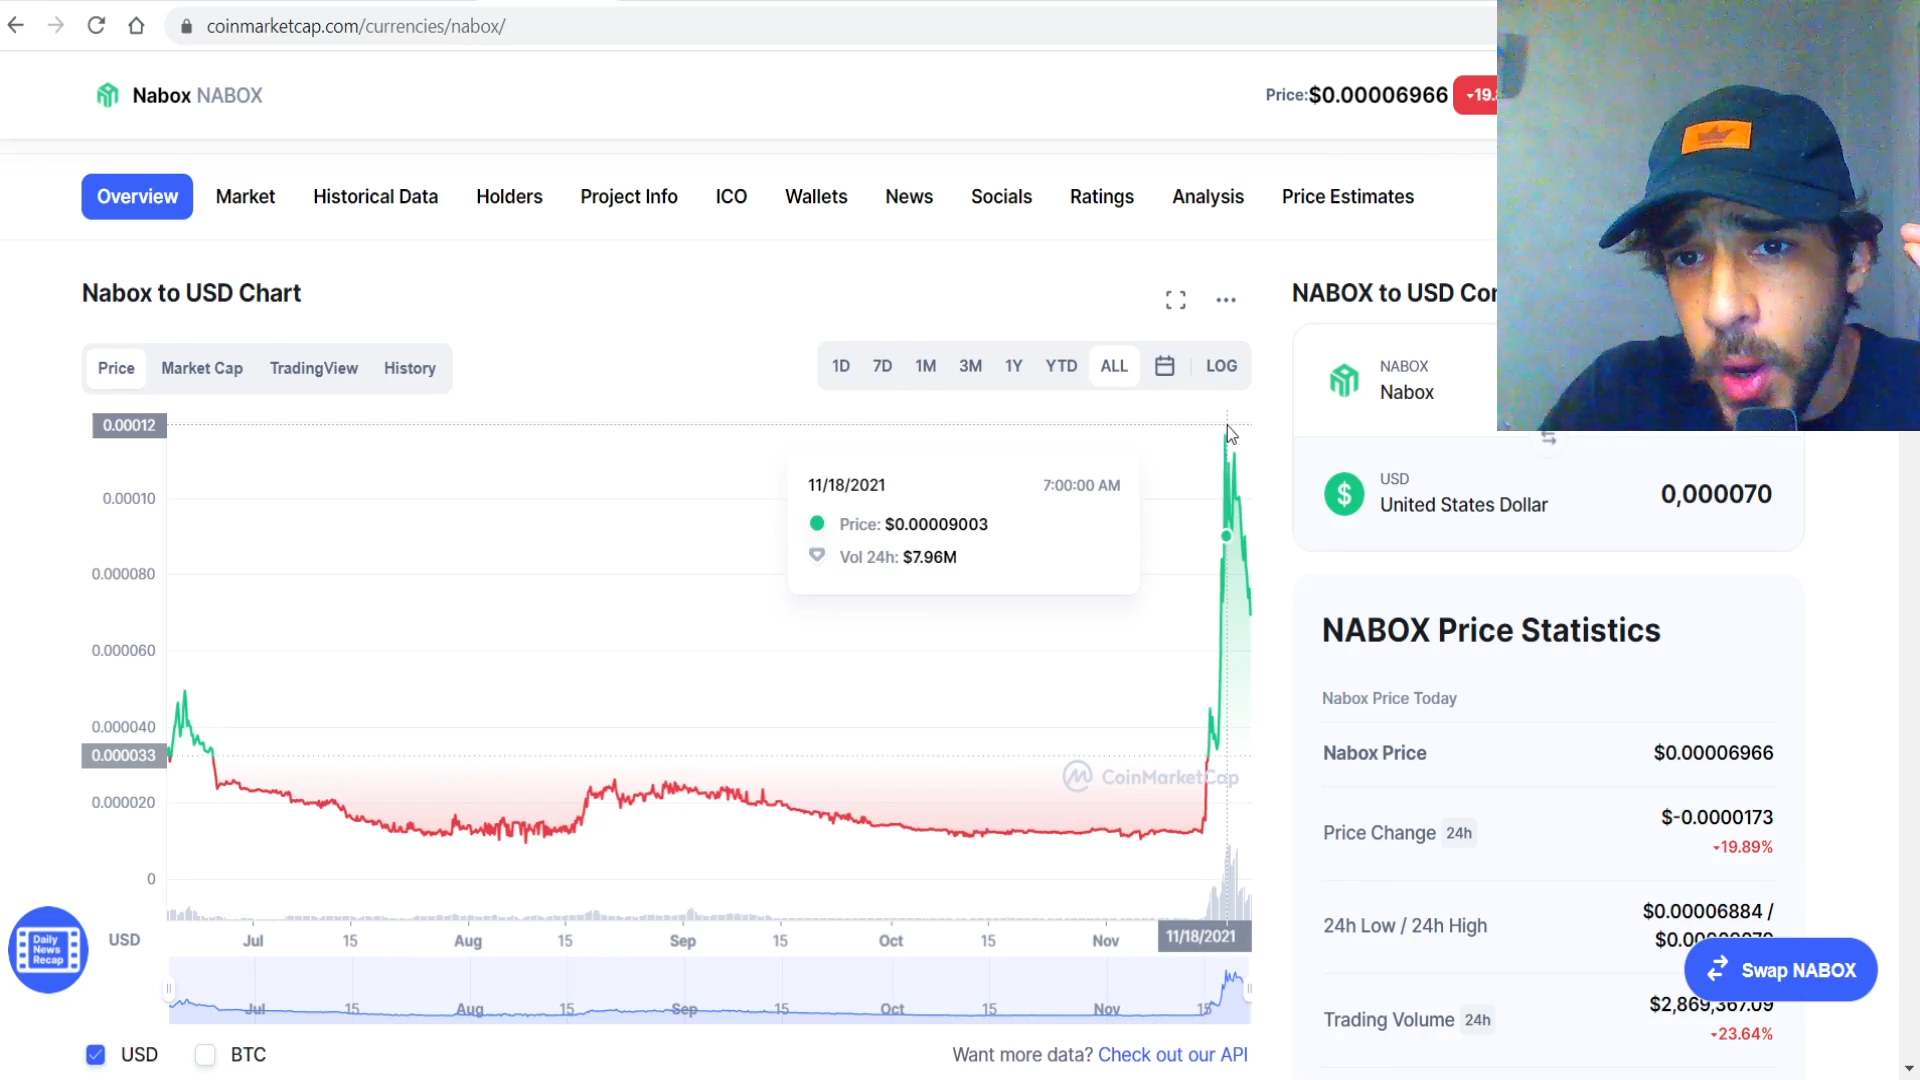 coinmarketcap.com/currencies/nabox/
Nabox NABOX
Price:$0.00006966
Overview Market Historical Data Holders Project Info ICO Wallets News Socials Ratings Analysis Price Estimates
Nabox to USD Chart
Price Market Cap TradingView History
1D 7D 1M 3M 1Y YTD ALL LOG
0.00012
0.00010
0.000080
0.000060
0.000040
0.000033
0.000020
0
11/18/2021 7:00:00 AM
Price: $0.00009003
Vol 24h: $7.96M
CoinMarketCap
USD
Jul 15 Aug 15 Sep 15 Oct 15 Nov 11/18/2021
Jul 15 Aug 15 Sep 15 Oct 15 Nov 15
Daily
News
Recap
USD BTC
Want more data? Check out our API
NABOX to USD
NABOX
Nabox
USD
United States Dollar
0,000070
NABOX Price Statistics
Nabox Price Today
Nabox Price $0.00006966
Price Change 24h $-0.0000173
-19.89%
24h Low / 24h High $0.00006884 /
Swap NABOX
Trading Volume 24h $2,869,367.09
-23.64%